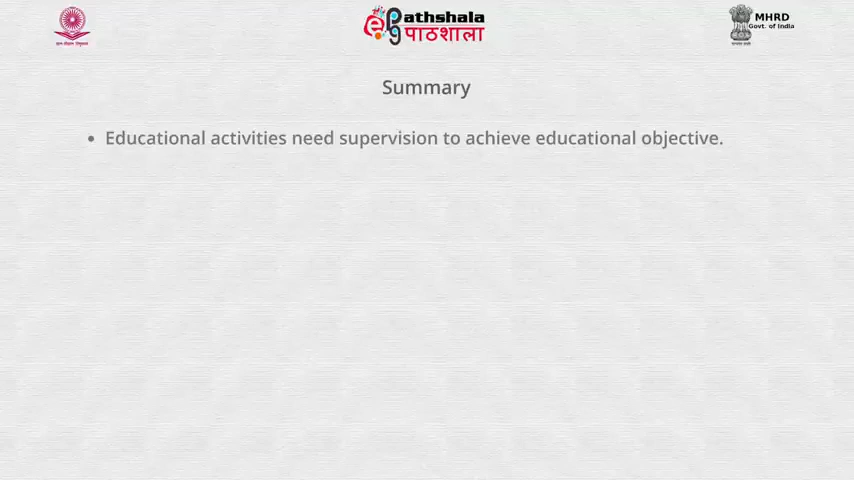 ePathshala
पाठशाला
MHRD
Govt. of India
Summary
• Educational activities need supervision to achieve educational objective.